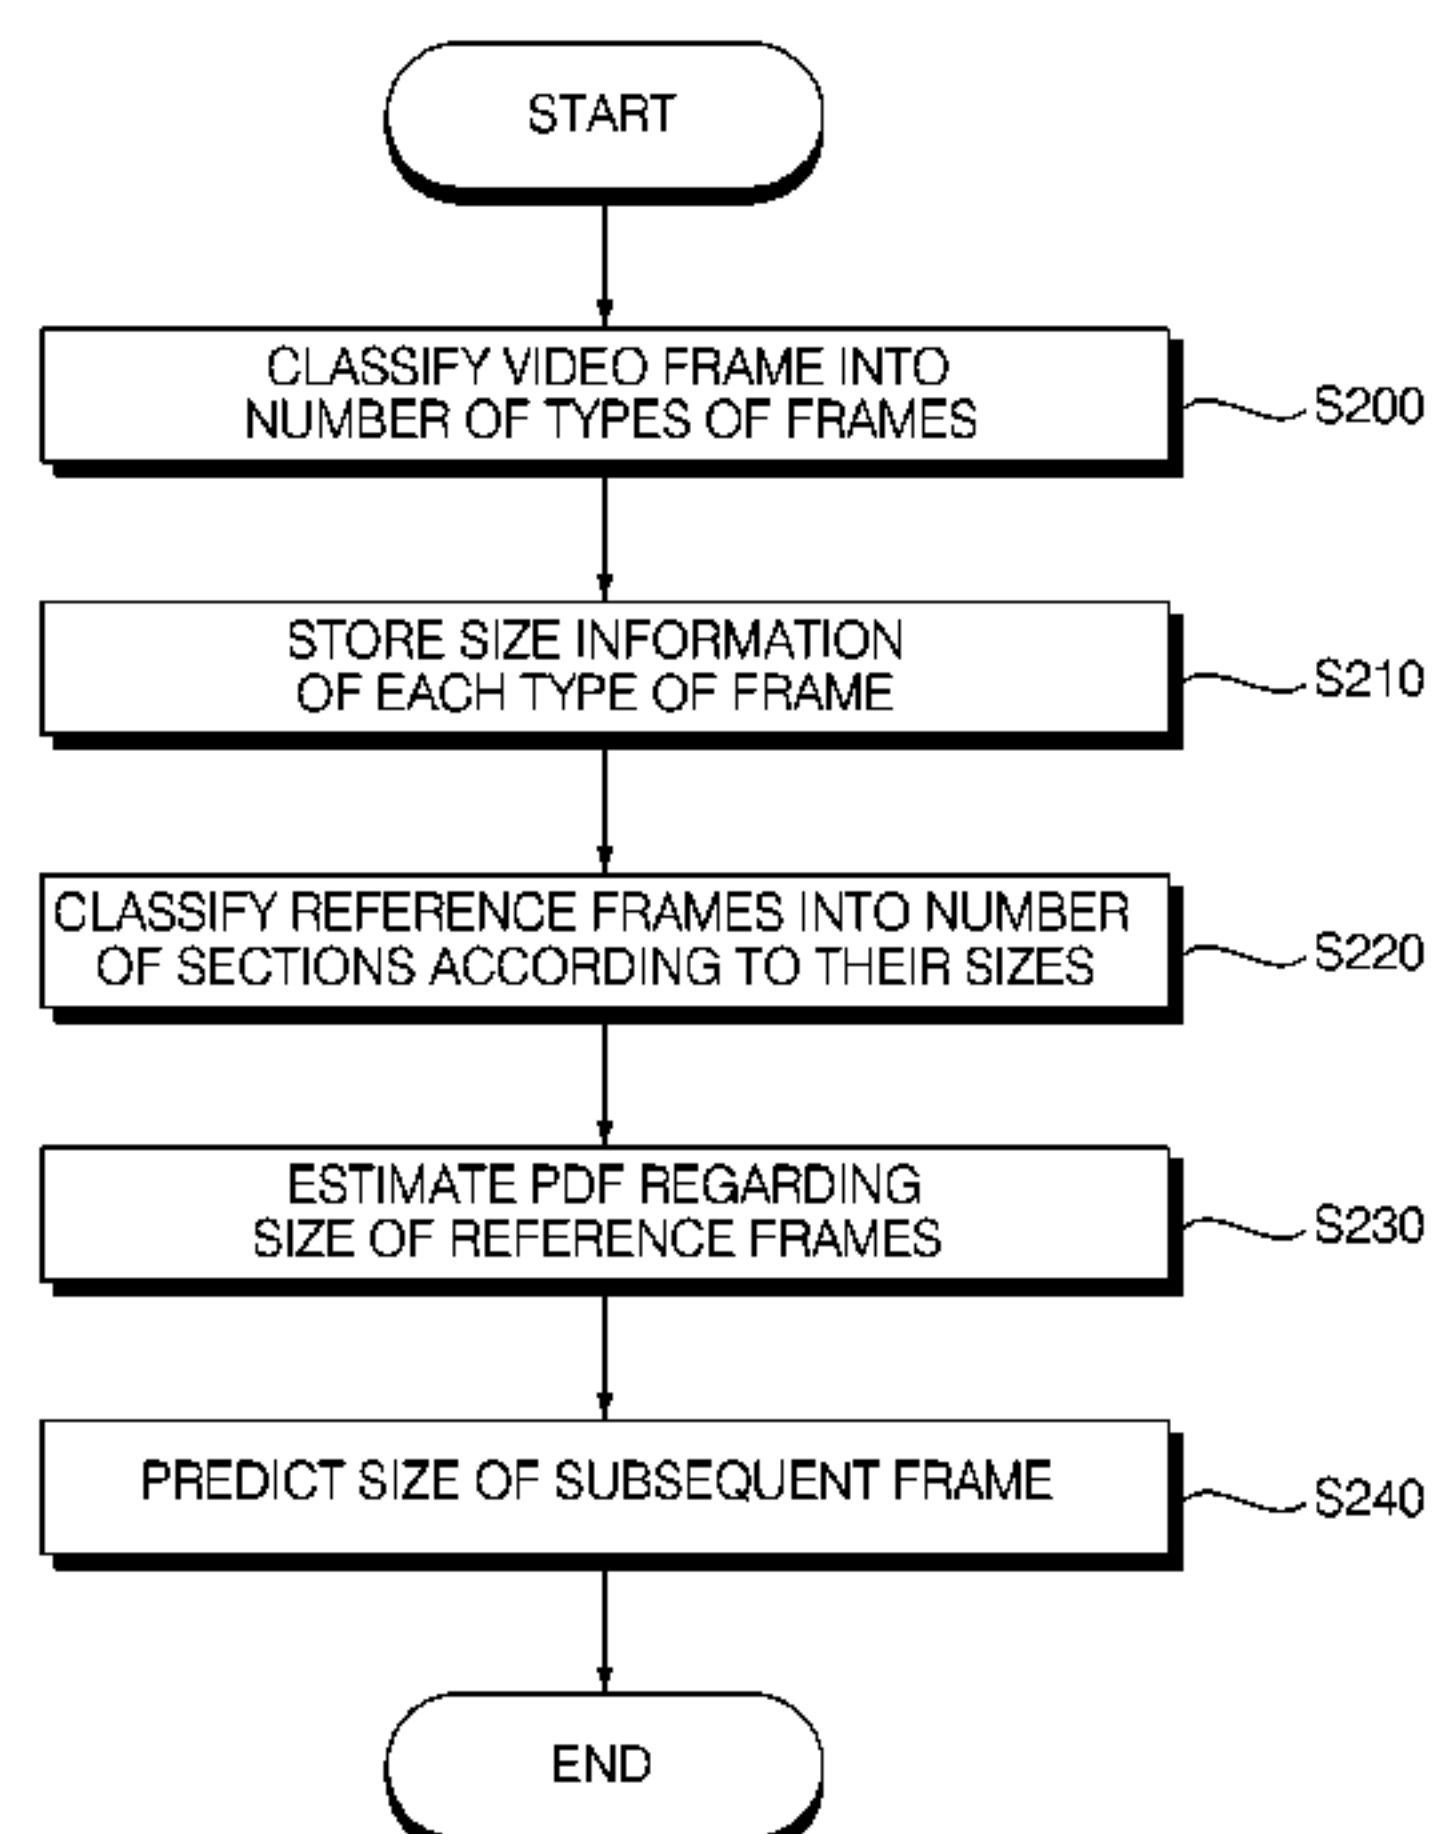 START
CLASSIFY VIDEO FRAME INTO
NUMBER OF TYPES OF FRAMES
S200
STORE SIZE INFORMATION
OF EACH TYPE OF FRAME
S210
CLASSIFY REFERENCE FRAMES INTO NUMBER
OF SECTIONS ACCORDING TO THEIR SIZES
S220
ESTIMATE PDF REGARDING
SIZE OF REFERENCE FRAMES
S230
PREDICT SIZE OF SUBSEQUENT FRAME
S240
END